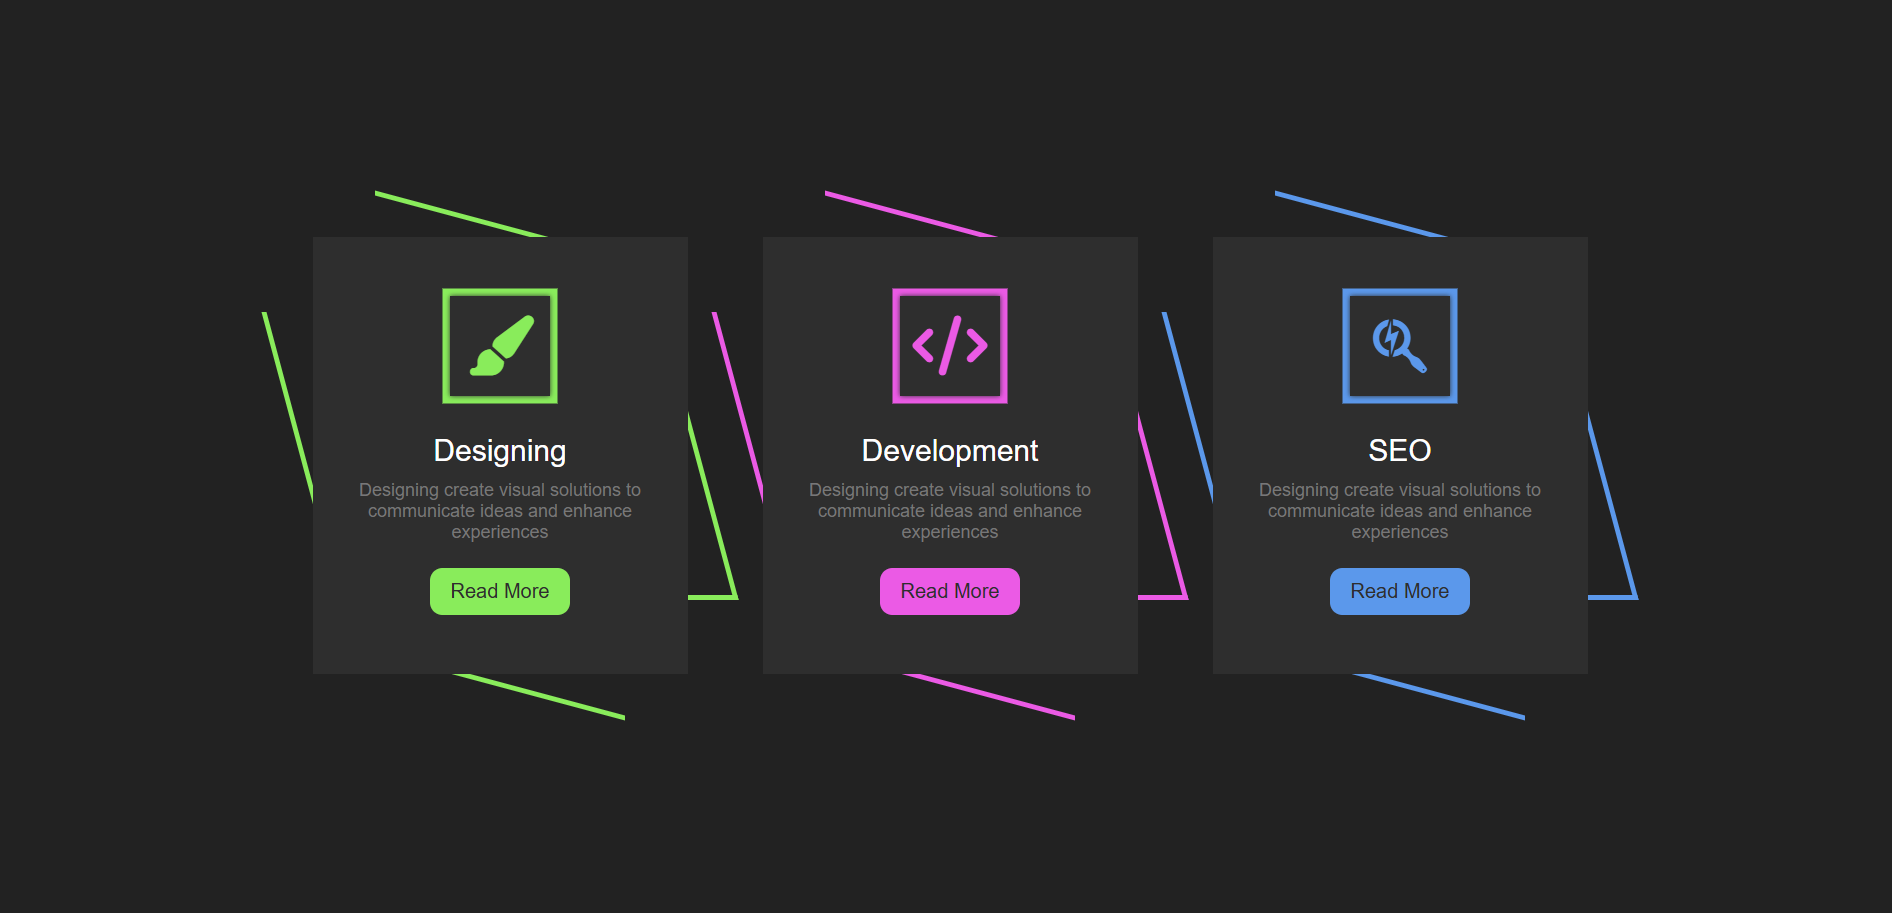 Designing
Designing create visual solutions to
communicate ideas and enhance
experiences
Read More
Development
Designing create visual solutions to
communicate ideas and enhance
experiences
Read More
SEO
Designing create visual solutions to
communicate ideas and enhance
experiences
Read More